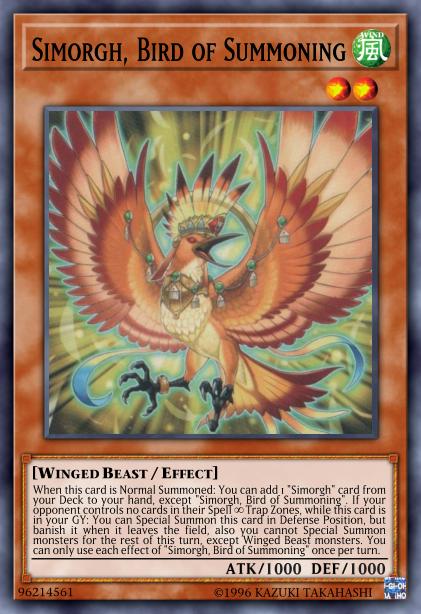 Simorgh, Bird of Summoning
WIND
風
[Winged Beast / Effect]
When this card is Normal Summoned: You can add 1 "Simorgh" card from
your Deck to your hand, except "Simorgh, Bird of Summoning". If your
opponent controls no cards in their Spell ∞ Trap Zones, while this card is
in your GY: You can Special Summon this card in Defense Position, but
banish it when it leaves the field, also you cannot Special Summon
monsters for the rest of this turn, except Winged Beast monsters. You
can only use each effect of "Simorgh, Bird of Summoning" once per turn.
ATK/1000 DEF/1000
96214561
©1996 KAZUKI TAKAHASHI